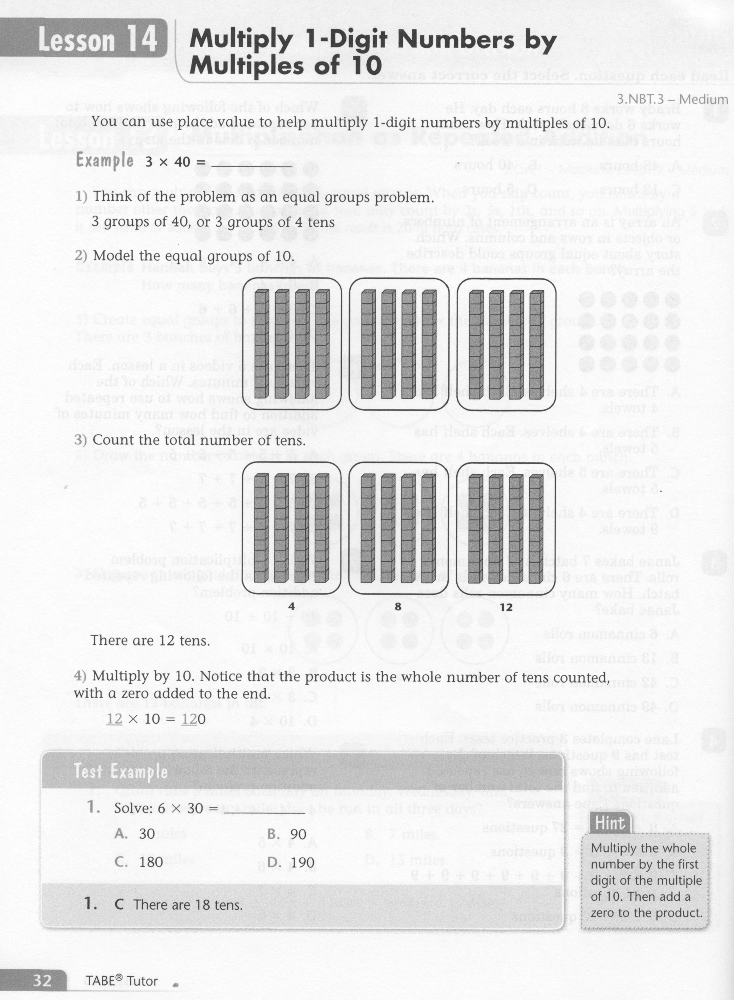 Lesson 14
Multiply 1-Digit Numbers by
Multiples of 10
3.NBT.3 – Medium
You can use place value to help multiply 1-digit numbers by multiples of 10.
Example 3 × 40 = ________
1) Think of the problem as an equal groups problem.
3 groups of 40, or 3 groups of 4 tens
2) Model the equal groups of 10.
3) Count the total number of tens.
4 8 12
There are 12 tens.
4) Multiply by 10. Notice that the product is the whole number of tens counted,
with a zero added to the end.
12 × 10 = 120
Test Example
1. Solve: 6 × 30 = ________
A. 30 B. 90
C. 180 D. 190
1. C There are 18 tens.
Hint
Multiply the whole
number by the first
digit of the multiple
of 10. Then add a
zero to the product.
32 TABE® Tutor